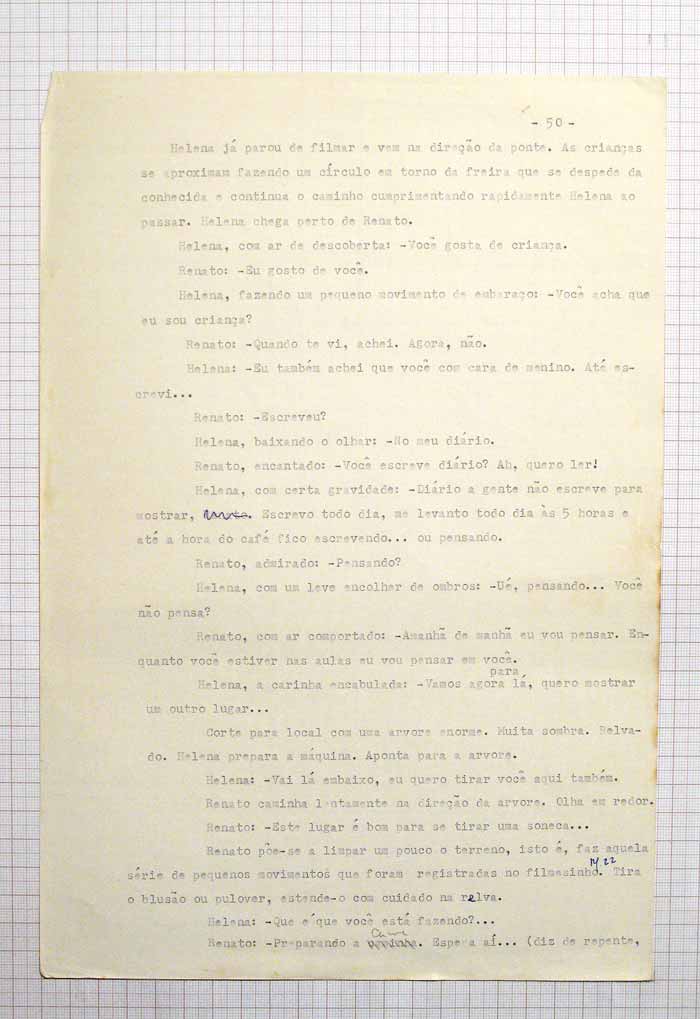 - 50 -
Helena já parou de filmar e vem na direção da ponte. As crianças
se aproximam fazendo um círculo em torno da freira que se despede da
conhecida e continua o caminho cumprimentando rapidamente Helena ao
passar. Helena chega perto de Renato.
Helena, com ar de descoberta: -Você gosta de criança.
Renato: -Eu gosto de você.
Helena, fazendo um pequeno movimento de embaraço: -Você acha que
eu sou criança?
Renato: -Quando te vi, achei. Agora, não.
Helena: -Eu também achei que você com cara de menino. Até es-
crevi...
Renato: -Escreveu?
Helena, baixando o olhar: -No meu diário.
Renato, encantado: -Você escreve diário? Ah, quero ler!
Helena, com certa gravidade: -Diário a gente não escreve para
mostrar, . Escrevo todo dia, me levanto todo dia às 5 horas e
até a hora do café fico escrevendo... ou pensando.
Renato, admirado: -Pensando?
Helena, com um leve encolher de ombros: -Ué, pensando... Você
não pensa?
Renato, com ar comportado: -Amanhã de manhã eu vou pensar. En-
quanto você estiver nas aulas eu vou pensar em você.
para
Helena, a carinha encabulada: -Vamos agora lá, quero mostrar
um outro lugar...
Corte para local com uma arvore enorme. Muita sombra. Relva-
do. Helena prepara a máquina. Aponta para a arvore.
Helena: -Vai lá embaixo, eu quero tirar você aqui também.
Renato caminha lentamente na direção da arvore. Olha em redor.
Renato: -Este lugar é bom para se tirar uma soneca...
Renato põe-se a limpar um pouco o terreno, isto é, faz aquela
22
série de pequenos movimentos que foram registradas no filmesinho. Tira
o blusão ou pulover, estende-o com cuidado na relva.
Helena: -Que é que você está fazendo?...
Cama
Renato: -Preparando a . Espera aí... (diz de repente,